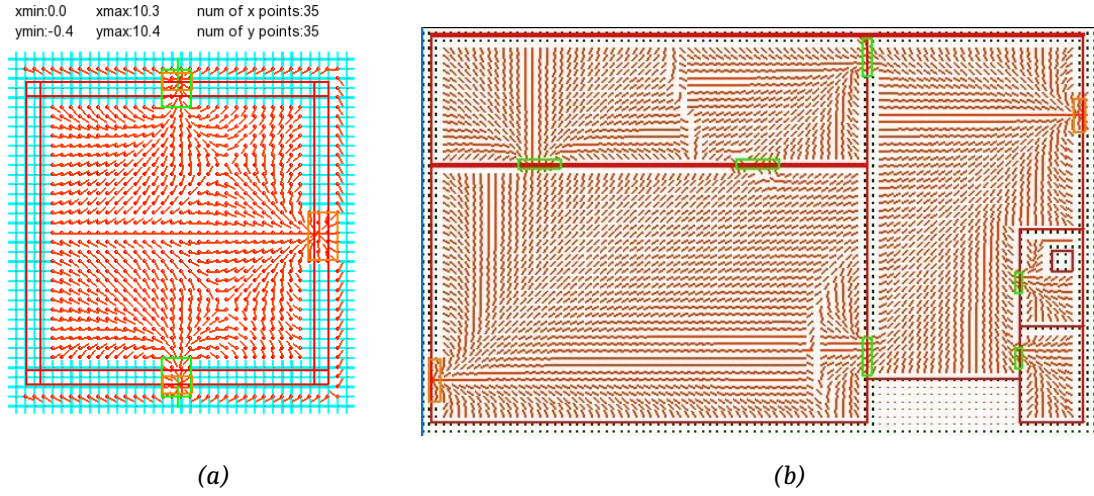 xmin:0.0 xmax:10.3 num of x points:35
ymin:-0.4 ymax:10.4 num of y points:35
(a) (b)